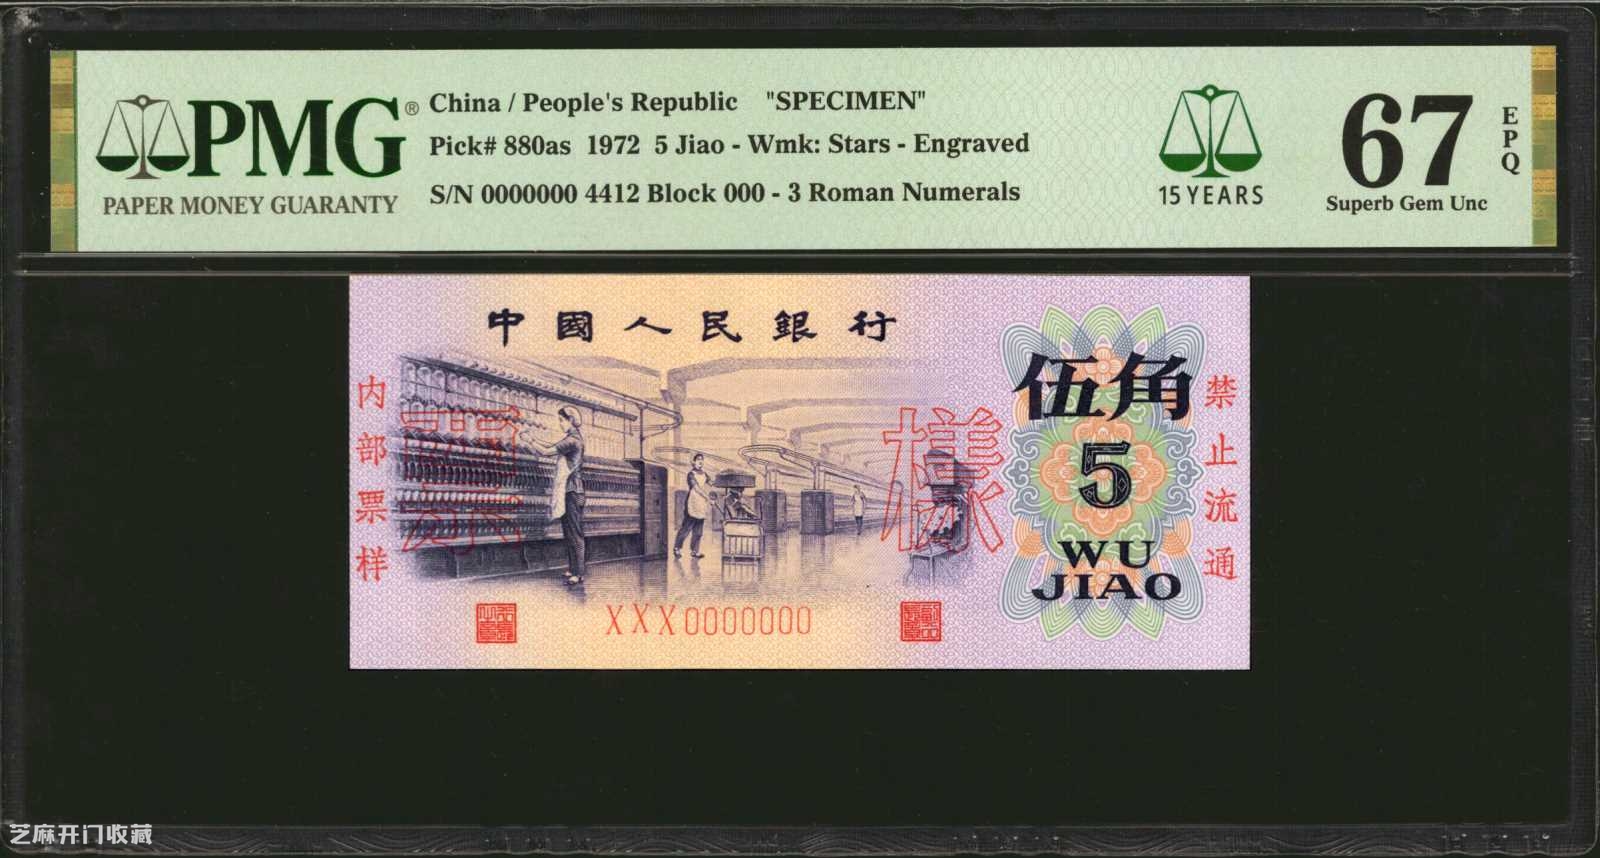 PMG®
PAPER MONEY GUARANTY
China / People's Republic "SPECIMEN"
Pick# 880as 1972 5 Jiao - Wmk: Stars - Engraved
S/N 0000000 4412 Block 000 - 3 Roman Numerals
15 YEARS
67
EPQ
Superb Gem Unc
中國人民銀行
内部票样
票
樣
伍角
5
WU
JIAO
禁止流通
XXX0000000
芝麻开门收藏